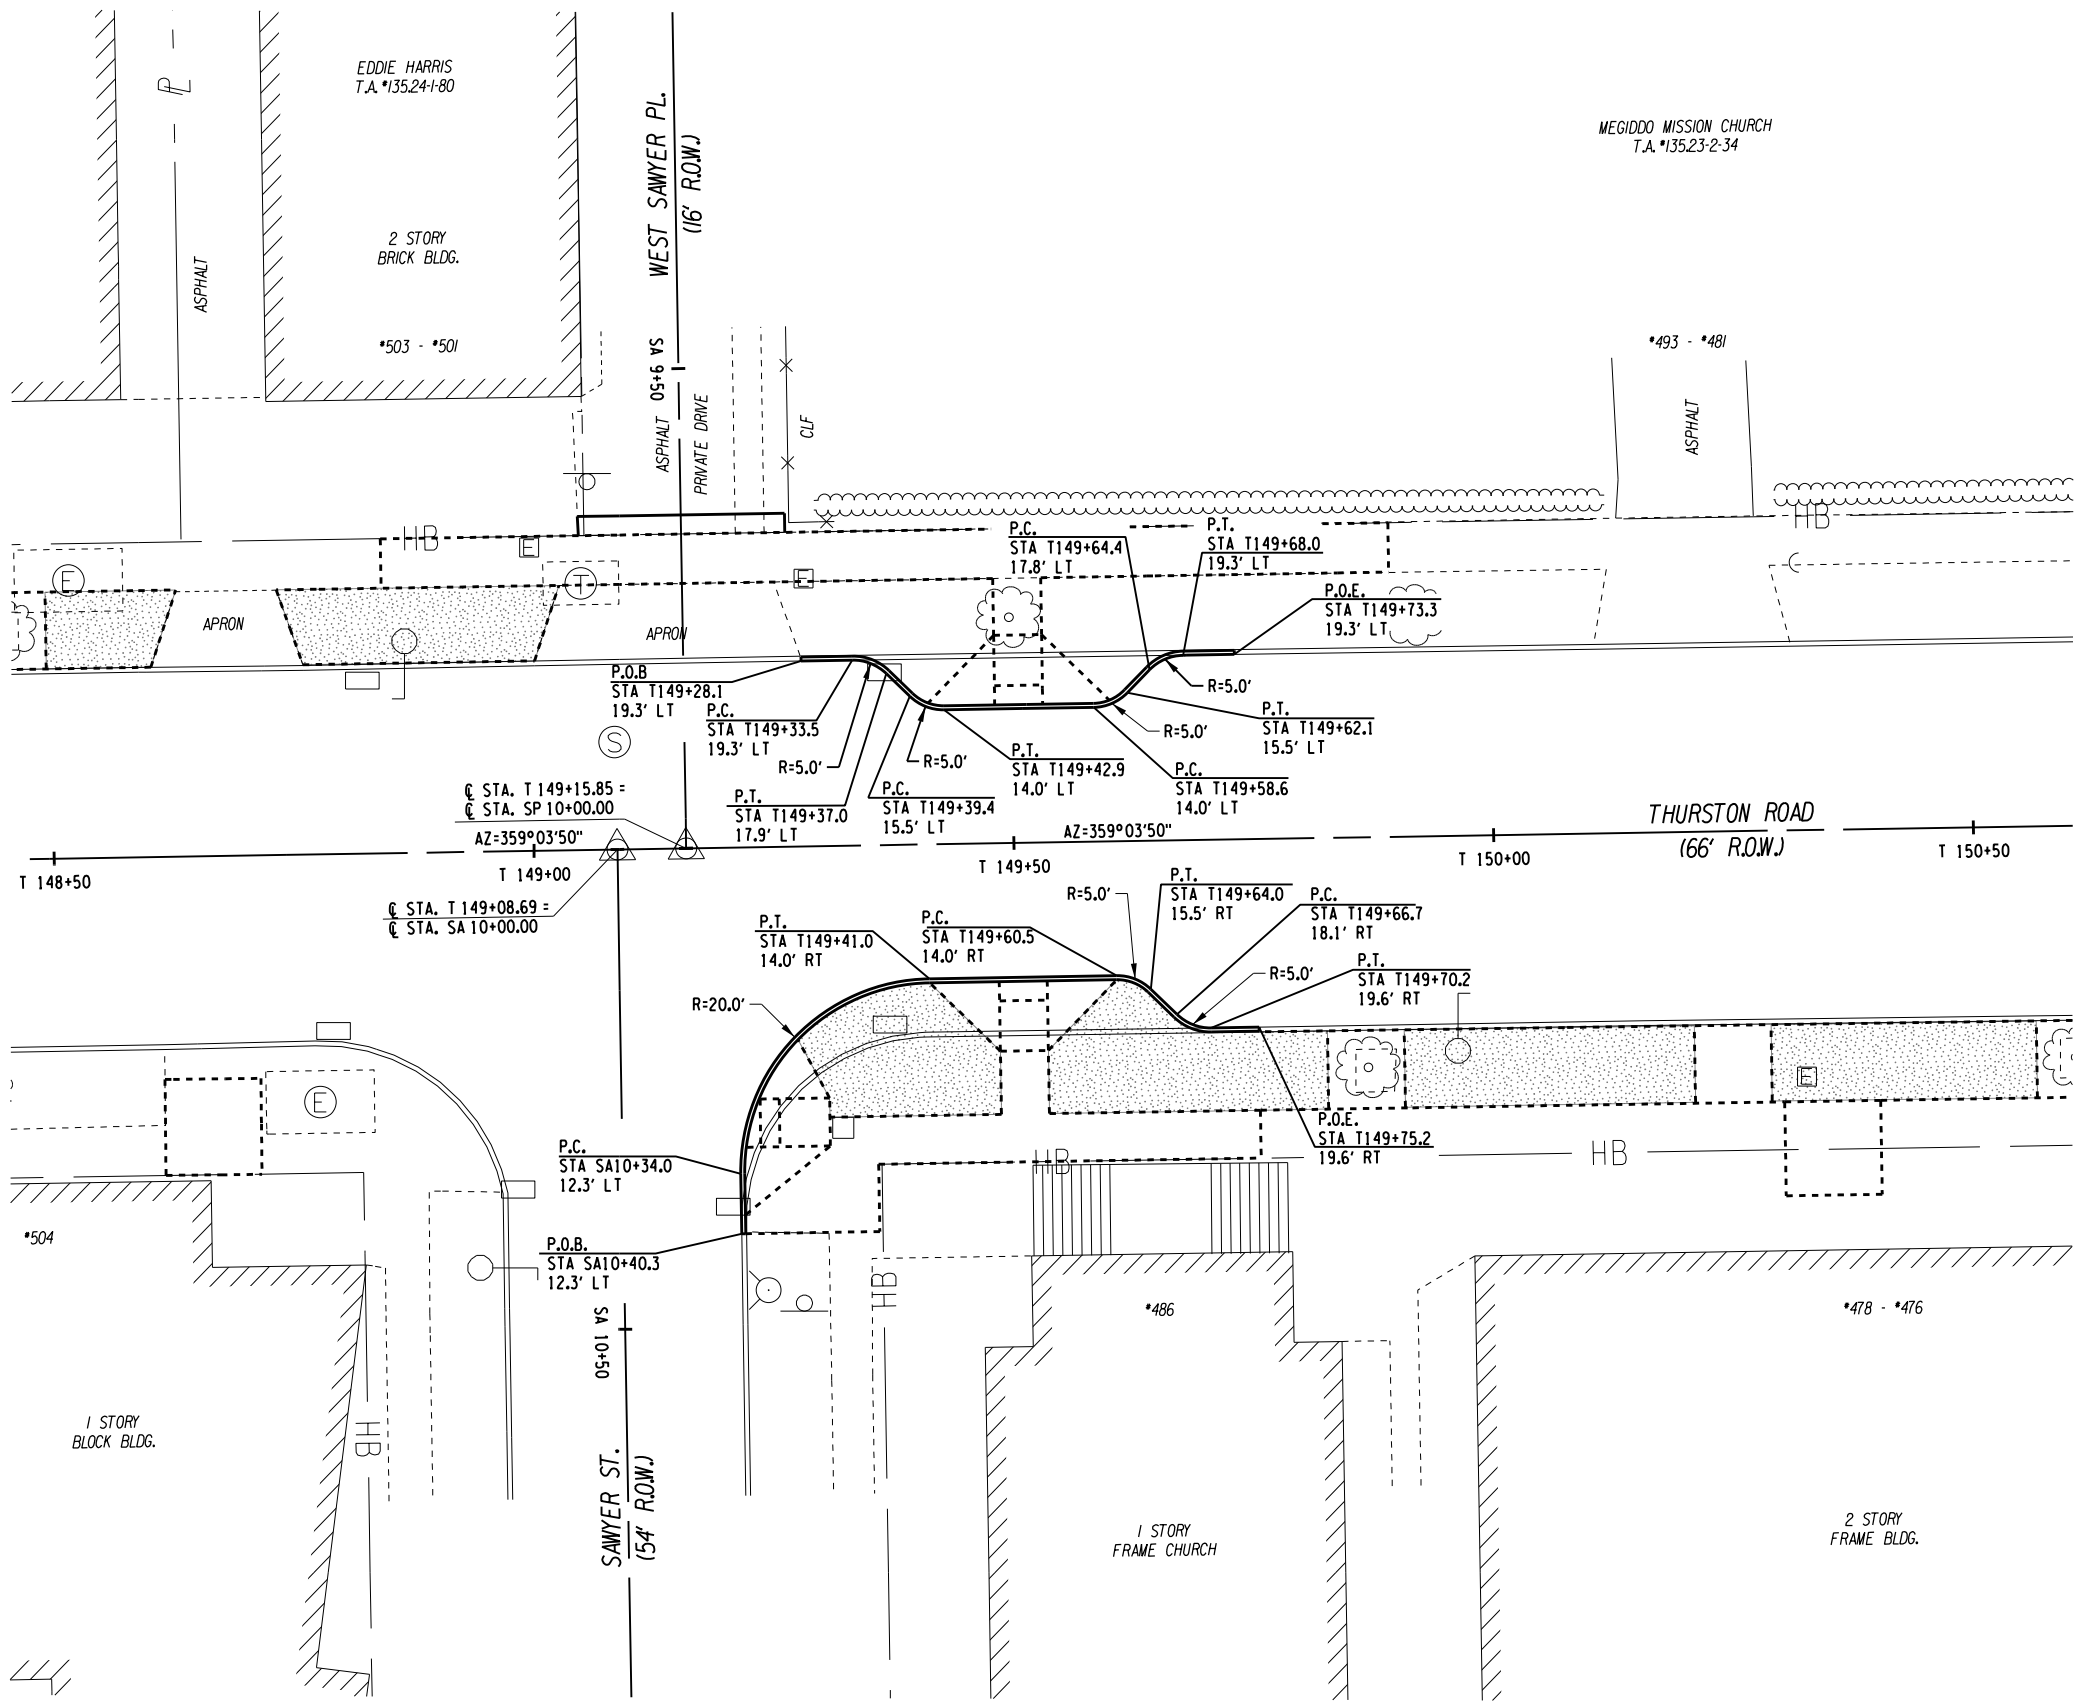 EDDIE HARRIS
T.A. #135.24-1-80
2 STORY
BRICK BLDG.
#503 - #501
ASPHALT
PL
WEST SAWYER PL.
(16' R.O.W.)
SA 9+50
ASPHALT
PRIVATE DRIVE
CLF
MEGIDDO MISSION CHURCH
T.A. #135.23-2-34
#493 - #481
ASPHALT
HB
HB
E
E
E
T
APRON
APRON
P.C.
STA T149+64.4
17.8' LT
P.T.
STA T149+68.0
19.3' LT
P.O.E.
STA T149+73.3
19.3' LT
P.O.B
STA T149+28.1
19.3' LT
P.C.
STA T149+33.5
19.3' LT
R=5.0'
R=5.0'
R=5.0'
R=5.0'
P.T.
STA T149+62.1
15.5' LT
S
P.T.
STA T149+42.9
14.0' LT
P.C.
STA T149+58.6
14.0' LT
P.T.
STA T149+37.0
17.9' LT
P.C.
STA T149+39.4
15.5' LT
℄ STA. T 149+15.85 =
℄ STA. SP 10+00.00
AZ=359°03'50"
AZ=359°03'50"
THURSTON ROAD
(66' R.O.W.)
T 148+50
T 149+00
T 149+50
T 150+00
T 150+50
℄ STA. T 149+08.69 =
℄ STA. SA 10+00.00
P.T.
STA T149+41.0
14.0' RT
P.C.
STA T149+60.5
14.0' RT
R=5.0'
P.T.
STA T149+64.0
15.5' RT
P.C.
STA T149+66.7
18.1' RT
R=5.0'
P.T.
STA T149+70.2
19.6' RT
R=20.0'
E
E
P.O.E.
STA T149+75.2
19.6' RT
HB
HB
P.C.
STA SA10+34.0
12.3' LT
P.O.B.
STA SA10+40.3
12.3' LT
SA 10+50
HB
HB
#504
#486
#478 - #476
1 STORY
BLOCK BLDG.
SAWYER ST.
(54' R.O.W.)
1 STORY
FRAME CHURCH
2 STORY
FRAME BLDG.